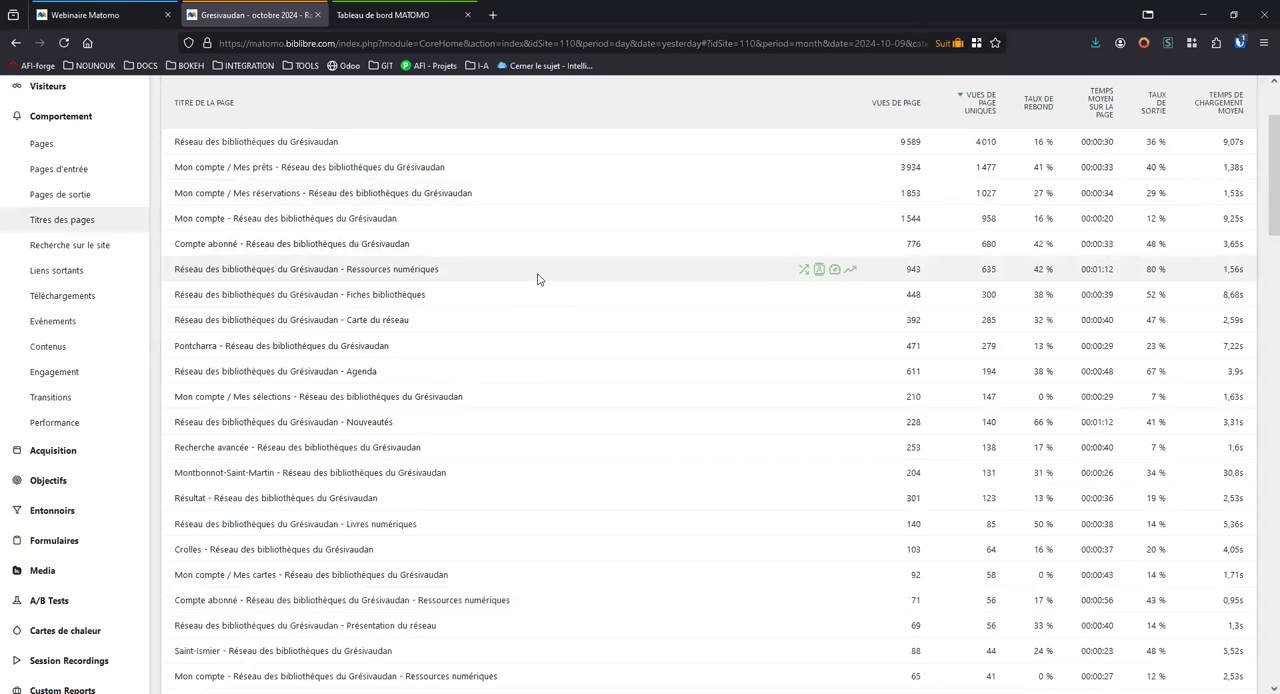 Webinaire Matomo
Gresivaudan - octobre 2024 - Ra
Tableau de bord MATOMO
https://matomo.biblibre.com/index.php?module=CoreHome&action=index&idSite=110&period=day&date=yesterday#?idSite=110&period=month&date=2024-10-09&cate
Suit
AFI-forge
NOUNOUK
DOCS
BOKEH
INTEGRATION
TOOLS
Odoo
GIT
AFI - Projets
I-A
Cerner le sujet - Intelli...
Visiteurs
Comportement
Pages
Pages d'entrée
Pages de sortie
Titres des pages
Recherche sur le site
Liens sortants
Téléchargements
Evènements
Contenus
Engagement
Transitions
Performance
Acquisition
Objectifs
Entonnoirs
Formulaires
Media
A/B Tests
Cartes de chaleur
Session Recordings
Custom Reports
TITRE DE LA PAGE VUES DE PAGE VUES DE PAGE UNIQUES TAUX DE REBOND TEMPS MOYEN SUR LA PAGE TAUX DE SORTIE TEMPS DE CHARGEMENT MOYEN
Réseau des bibliothèques du Grésivaudan 9 589 4 010 16 % 00:00:30 36 % 9,07s
Mon compte / Mes prêts - Réseau des bibliothèques du Grésivaudan 3 934 1 477 41 % 00:00:33 40 % 1,38s
Mon compte / Mes réservations - Réseau des bibliothèques du Grésivaudan 1 853 1 027 27 % 00:00:34 29 % 1,53s
Mon compte - Réseau des bibliothèques du Grésivaudan 1 544 958 16 % 00:00:20 12 % 9,25s
Compte abonné - Réseau des bibliothèques du Grésivaudan 776 680 42 % 00:00:33 48 % 3,65s
Réseau des bibliothèques du Grésivaudan - Ressources numériques 943 635 42 % 00:01:12 80 % 1,56s
Réseau des bibliothèques du Grésivaudan - Fiches bibliothèques 448 300 38 % 00:00:39 52 % 8,68s
Réseau des bibliothèques du Grésivaudan - Carte du réseau 392 285 32 % 00:00:40 47 % 2,59s
Pontcharra - Réseau des bibliothèques du Grésivaudan 471 279 13 % 00:00:29 23 % 7,22s
Réseau des bibliothèques du Grésivaudan - Agenda 611 194 38 % 00:00:48 67 % 3,9s
Mon compte / Mes sélections - Réseau des bibliothèques du Grésivaudan 210 147 0 % 00:00:29 7 % 1,63s
Réseau des bibliothèques du Grésivaudan - Nouveautés 228 140 66 % 00:01:12 41 % 3,31s
Recherche avancée - Réseau des bibliothèques du Grésivaudan 253 138 17 % 00:00:40 7 % 1,6s
Montbonnot-Saint-Martin - Réseau des bibliothèques du Grésivaudan 204 131 31 % 00:00:26 34 % 30,8s
Résultat - Réseau des bibliothèques du Grésivaudan 301 123 13 % 00:00:36 19 % 2,53s
Réseau des bibliothèques du Grésivaudan - Livres numériques 140 85 50 % 00:00:38 14 % 5,36s
Crolles - Réseau des bibliothèques du Grésivaudan 103 64 16 % 00:00:37 20 % 4,05s
Mon compte / Mes cartes - Réseau des bibliothèques du Grésivaudan 92 58 0 % 00:00:43 14 % 1,71s
Compte abonné - Réseau des bibliothèques du Grésivaudan - Ressources numériques 71 56 17 % 00:00:56 43 % 0,95s
Réseau des bibliothèques du Grésivaudan - Présentation du réseau 69 56 33 % 00:00:40 14 % 1,3s
Saint-Ismier - Réseau des bibliothèques du Grésivaudan 88 44 24 % 00:00:23 48 % 5,52s
Mon compte - Réseau des bibliothèques du Grésivaudan - Ressources numériques 65 41 0 % 00:00:27 12 % 2,53s